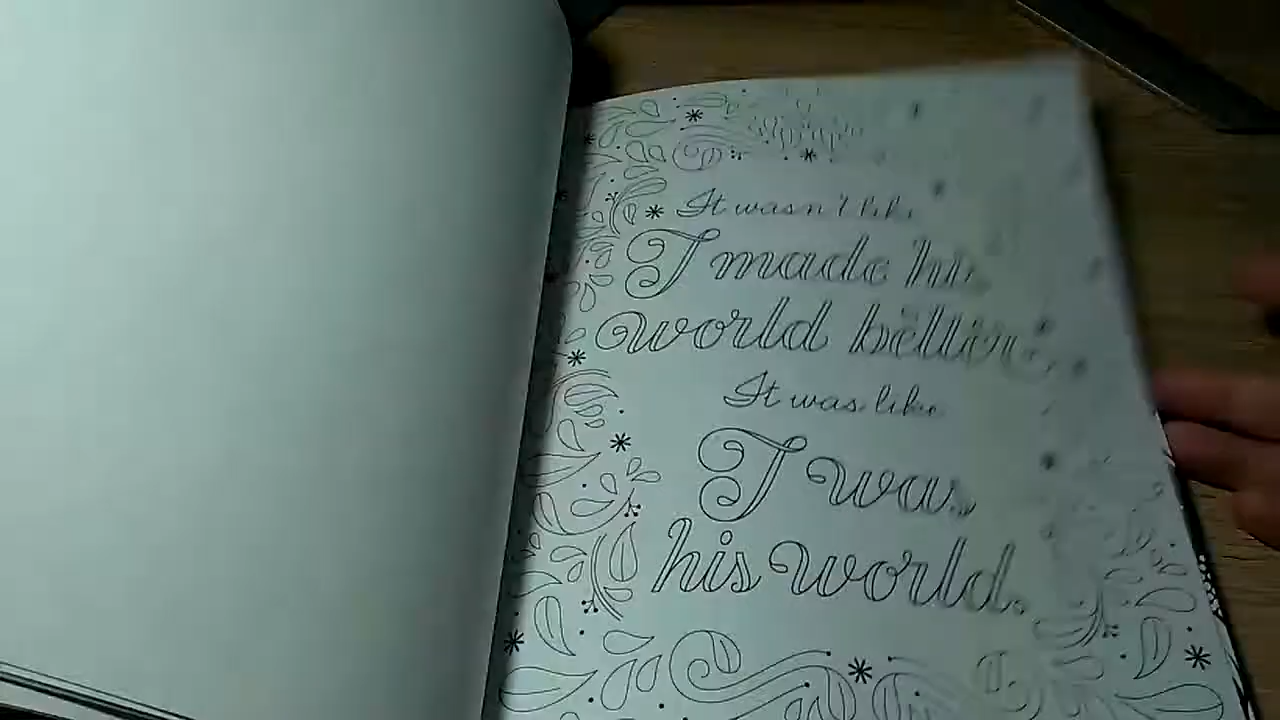 It wasn't like
I made his
world better.
It was like
I was
his world.